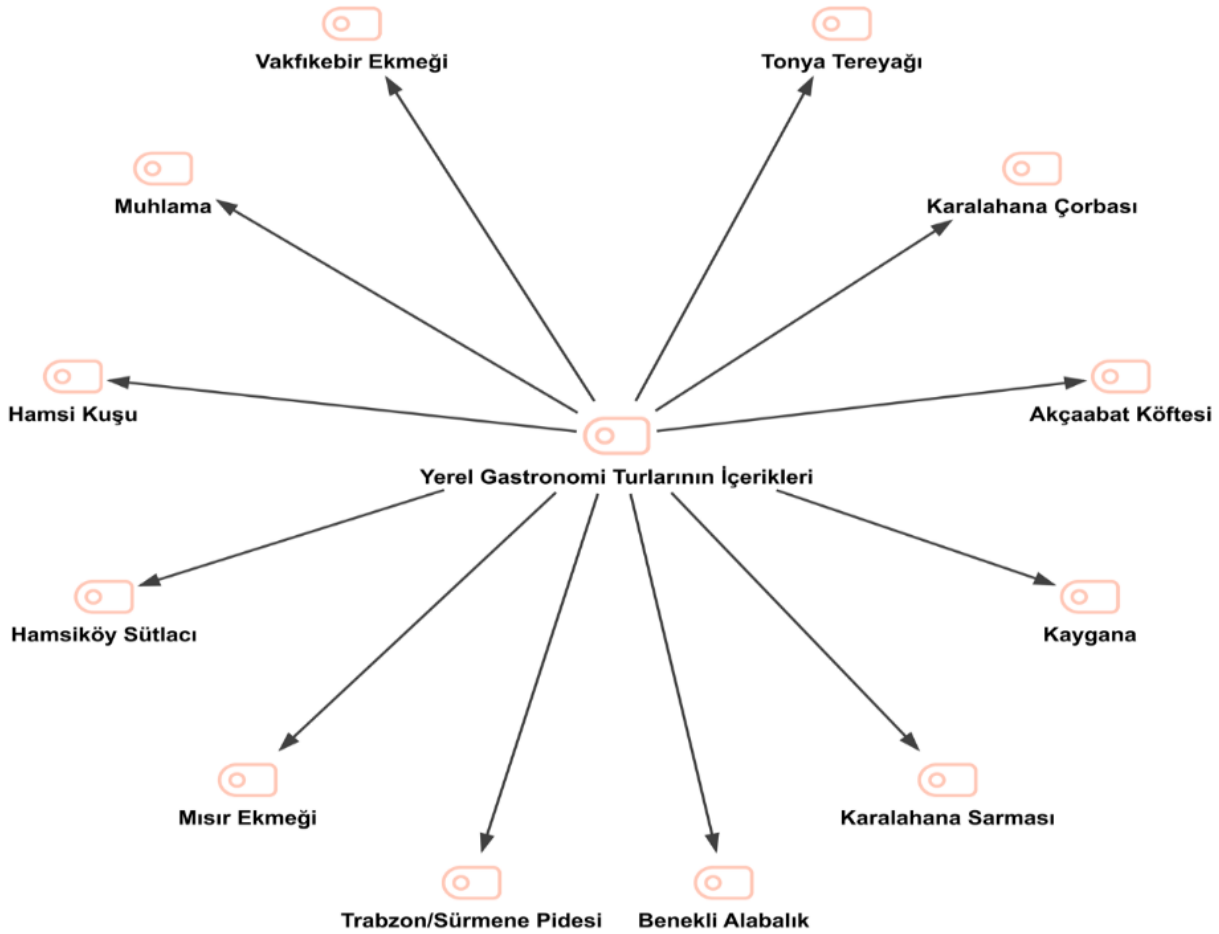 Vakfıkebir Ekmeği
Tonya Tereyağı
Muhlama
Karalahana Çorbası
Hamsi Kuşu
Akçaabat Köftesi
Yerel Gastronomi Turlarının İçerikleri
Hamsiköy Sütlacı
Kaygana
Mısır Ekmeği
Karalahana Sarması
Trabzon/Sürmene Pidesi
Benekli Alabalık